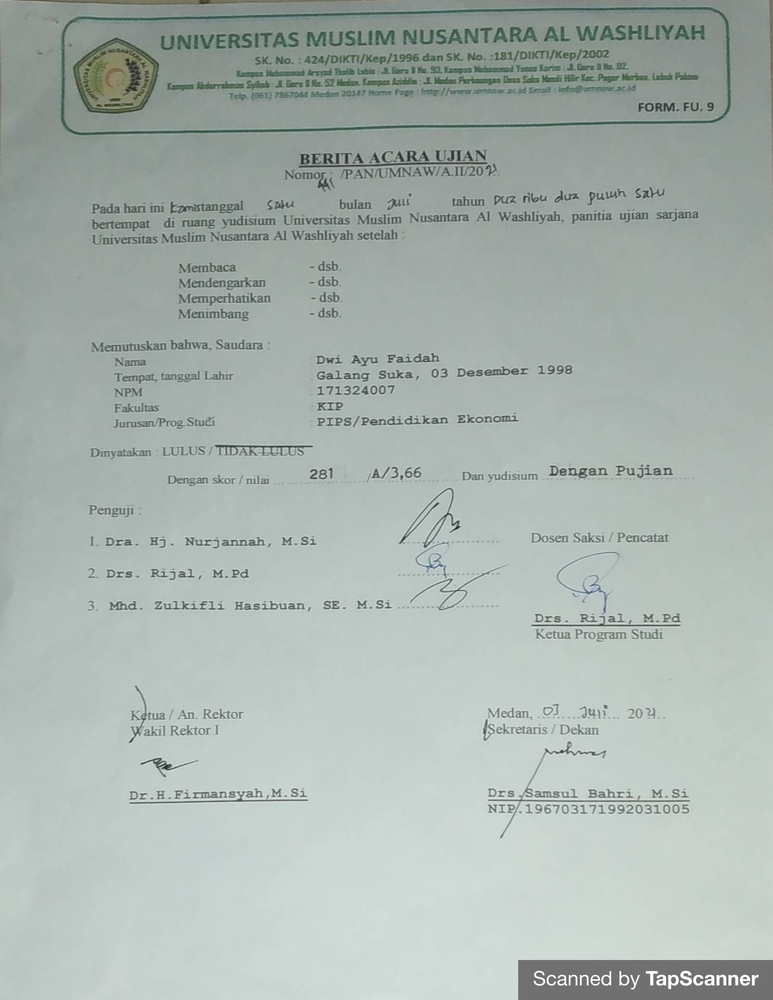 UNIVERSITAS MUSLIM NUSANTARA AL WASHLIYAH
SK. No. : 424/DIKTI/Kep/1996 dan SK. No. :181/DIKTI/Kep/2002
Kampus Muhammad Arsyad Thalib Lubis : Jl. Garu II No. 93, Kampus Muhammad Yunus Karim : Jl. Garu II No. 02,
Kampus Abdurrahman Syihab : Jl. Garu II No. 52 Medan, Kampus Aziddin : Jl. Medan Perbaungan Desa Suka Mandi Hilir Kec. Pagar Merbau, Lubuk Pakam
Telp. (061) 7867044 Medan 20147 Home Page : http://www.umnaw.ac.id Email : info@umnaw.ac.id
FORM. FU. 9
UNIVERSITAS MUSLIM NUSANTARA AL WASHLIYAH
UMN
AL WASHLIYAH
BERITA ACARA UJIAN
Nomor : /PAN/UMNAW/A.II/2021
Pada hari ini kamis tanggal satu bulan Juli tahun Dua ribu dua puluh satu
bertempat di ruang yudisium Universitas Muslim Nusantara Al Washliyah, panitia ujian sarjana
Universitas Muslim Nusantara Al Washliyah setelah :
Membaca - dsb.
Mendengarkan - dsb.
Memperhatikan - dsb.
Menimbang - dsb.
Memutuskan bahwa, Saudara :
Nama : Dwi Ayu Faidah
Tempat, tanggal Lahir : Galang Suka, 03 Desember 1998
NPM : 171324007
Fakultas : KIP
Jurusan/Prog.Studi : PIPS/Pendidikan Ekonomi
Dinyatakan : LULUS / TIDAK LULUS
Dengan skor / nilai 281 /A/3,66 Dan yudisium Dengan Pujian
Penguji :
1. Dra. Hj. Nurjannah, M.Si
Dosen Saksi / Pencatat
2. Drs. Rijal, M.Pd
3. Mhd. Zulkifli Hasibuan, SE. M.Si
Drs. Rijal, M.Pd
Ketua Program Studi
Ketua / An. Rektor
Wakil Rektor I
Dr.H.Firmansyah,M.Si
Medan, 01 Juli 2021
Sekretaris / Dekan
Drs.Samsul Bahri, M.Si
NIP.196703171992031005
Scanned by TapScanner